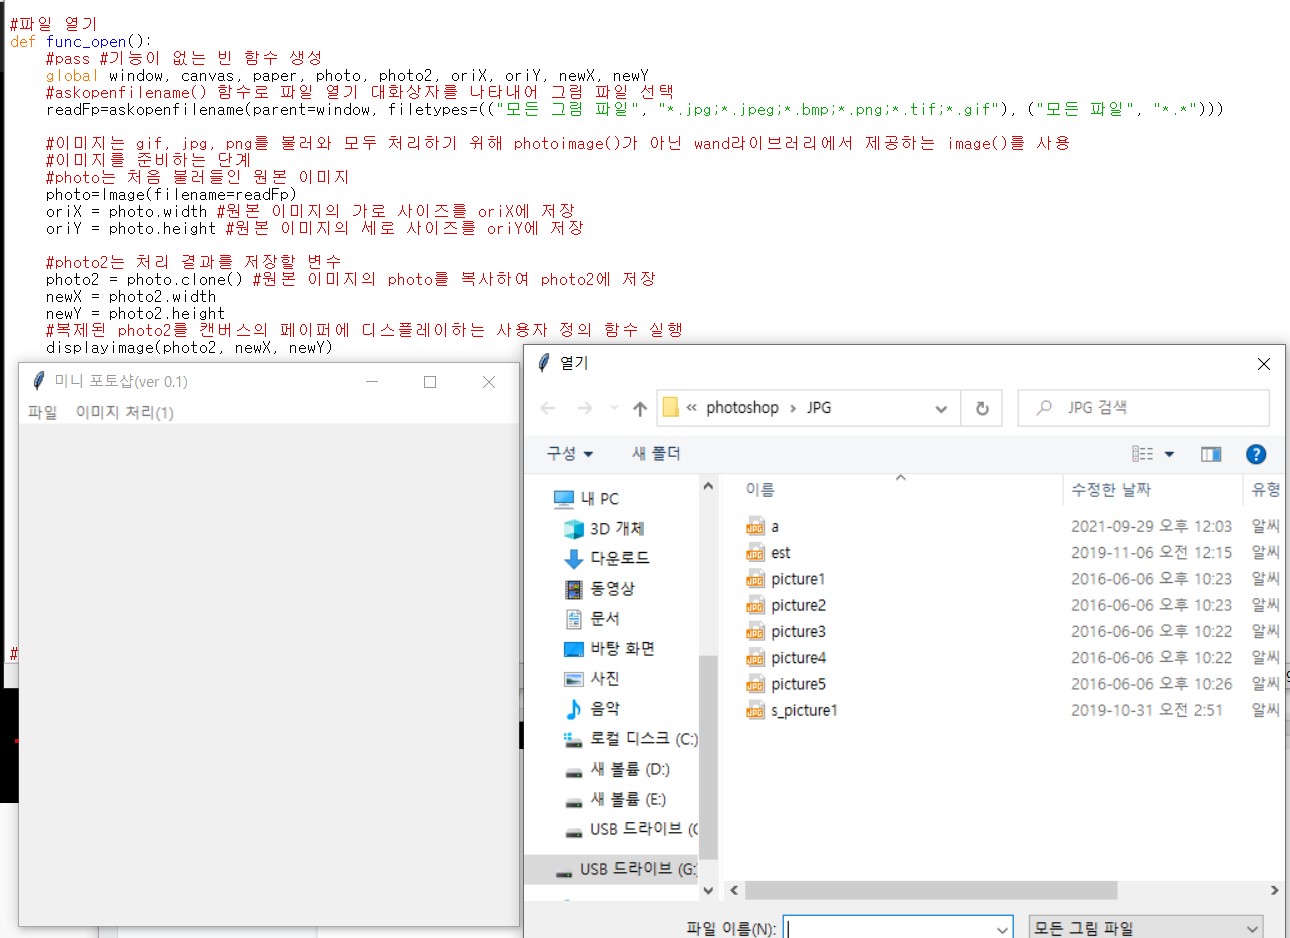 #파일 열기
def func_open():
#pass #기능이 없는 빈 함수 생성
global window, canvas, paper, photo, photo2, oriX, oriY, newX, newY
#askopenfilename() 함수로 파일 열기 대화상자를 나타내어 그림 파일 선택
readFp=askopenfilename(parent=window, filetypes=(("모든 그림 파일", "*.jpg;*.jpeg;*.bmp;*.png;*.tif;*.gif"), ("모든 파일", "*.*")))
#이미지는 gif, jpg, png를 불러와 모두 처리하기 위해 photoimage()가 아닌 wand라이브러리에서 제공하는 image()를 사용
#이미지를 준비하는 단계
#photo는 처음 불러들인 원본 이미지
photo=Image(filename=readFp)
oriX = photo.width #원본 이미지의 가로 사이즈를 oriX에 저장
oriY = photo.height #원본 이미지의 세로 사이즈를 oriY에 저장
#photo2는 처리 결과를 저장할 변수
photo2 = photo.clone() #원본 이미지의 photo를 복사하여 photo2에 저장
newX = photo2.width
newY = photo2.height
#복제된 photo2를 캔버스의 페이퍼에 디스플레이하는 사용자 정의 함수 실행
displayimage(photo2, newX, newY)
#
미니 포토샵(ver 0.1)
파일 이미지 처리(1)
열기
« photoshop › JPG
JPG 검색
구성 새 폴더
내 PC
3D 개체
다운로드
동영상
문서
바탕 화면
사진
음악
로컬 디스크 (C:)
새 볼륨 (D:)
새 볼륨 (E:)
USB 드라이브
USB 드라이브 (G:
이름 수정한 날짜 유형
a 2021-09-29 오후 12:03 알씨
est 2019-11-06 오전 12:15 알씨
picture1 2016-06-06 오후 10:23 알씨
picture2 2016-06-06 오후 10:23 알씨
picture3 2016-06-06 오후 10:22 알씨
picture4 2016-06-06 오후 10:22 알씨
picture5 2016-06-06 오후 10:26 알씨
s_picture1 2019-10-31 오전 2:51 알씨
파일 이름(N): 모든 그림 파일